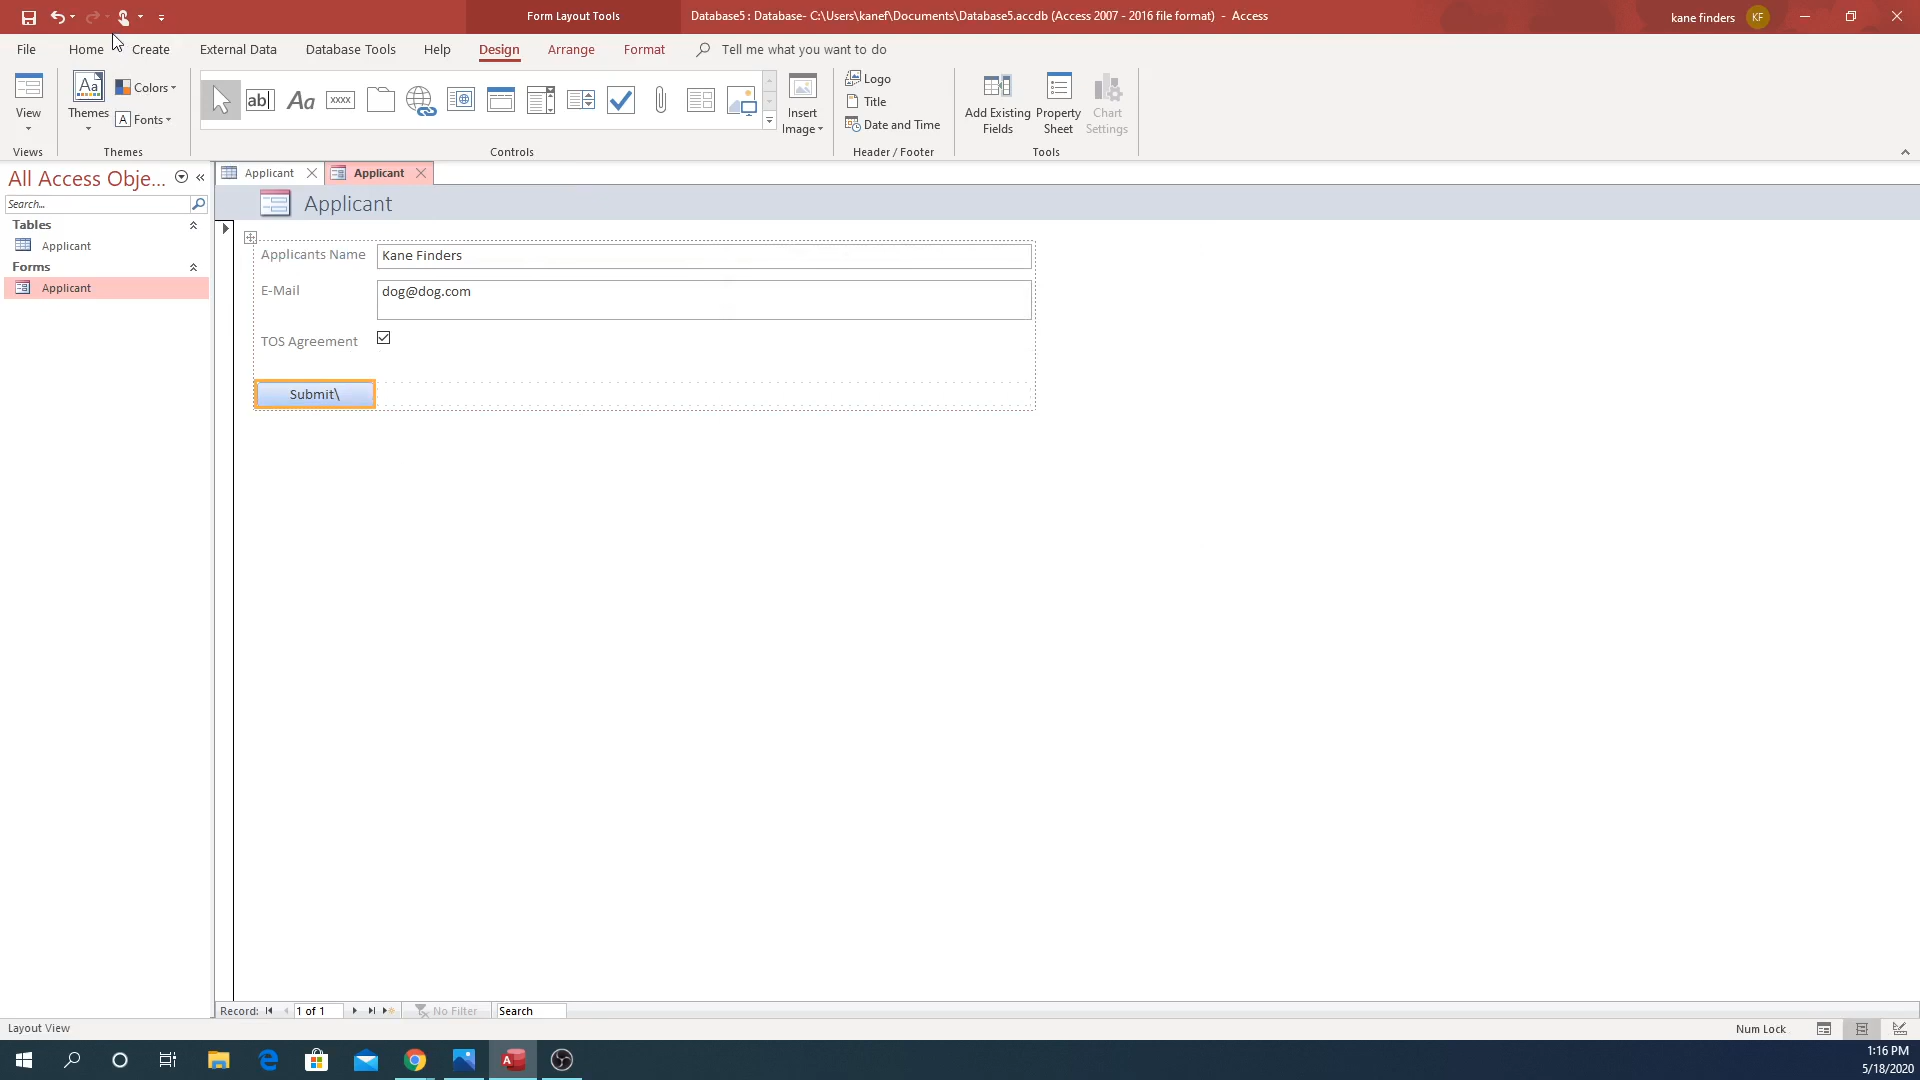 Form Layout Tools
Database5 : Database- C:\Users\kanef\Documents\Database5.accdb (Access 2007 - 2016 file format) - Access
kane finders
KF
File
Home
Create
External Data
Database Tools
Help
Design
Arrange
Format
Tell me what you want to do
View
Views
Aa
Themes
Colors
A Fonts
Themes
ab|
Aa
xxxx
Controls
Insert
Image
Logo
Title
Date and Time
Header / Footer
Add Existing
Fields
Property
Sheet
Chart
Settings
Tools
All Access Obje...
Search...
Tables
Applicant
Forms
Applicant
Applicant
Applicant
Applicant
Applicants Name
Kane Finders
E-Mail
dog@dog.com
TOS Agreement
Submit\
Record:
1 of 1
No Filter
Search
Layout View
Num Lock
A
1:16 PM
5/18/2020